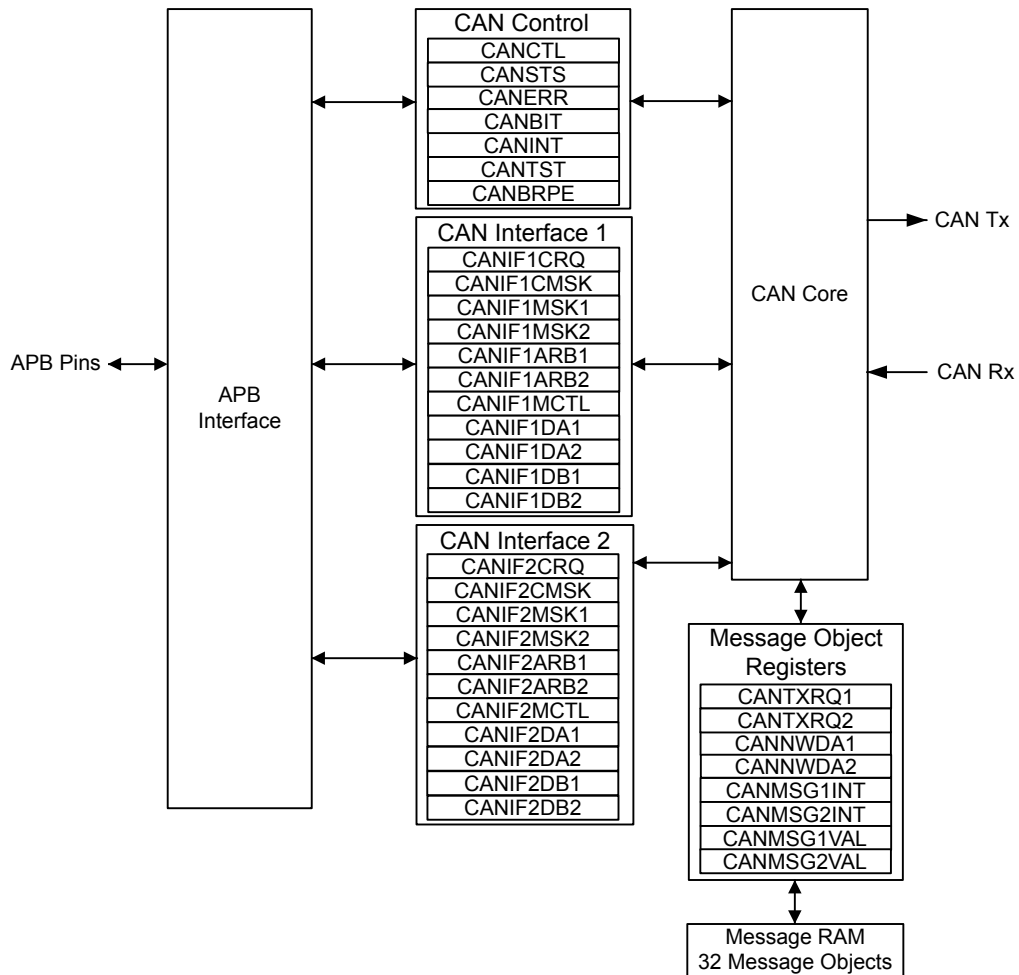 CAN Control
CANCTL
CANSTS
CANERR
CANBIT
CANINT
CANTST
CANBRPE
CAN Interface 1
CANIF1CRQ
CANIF1CMSK
CANIF1MSK1
CANIF1MSK2
CANIF1ARB1
CANIF1ARB2
CANIF1MCTL
CANIF1DA1
CANIF1DA2
CANIF1DB1
CANIF1DB2
CAN Interface 2
CANIF2CRQ
CANIF2CMSK
CANIF2MSK1
CANIF2MSK2
CANIF2ARB1
CANIF2ARB2
CANIF2MCTL
CANIF2DA1
CANIF2DA2
CANIF2DB1
CANIF2DB2
APB Pins
APB
Interface
CAN Core
CAN Tx
CAN Rx
Message Object
Registers
CANTXRQ1
CANTXRQ2
CANNWDA1
CANNWDA2
CANMSG1INT
CANMSG2INT
CANMSG1VAL
CANMSG2VAL
Message RAM
32 Message Objects